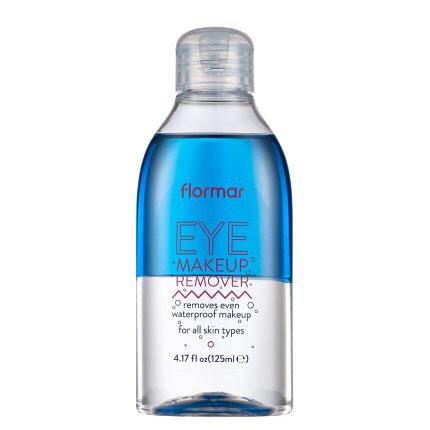 flormar
EYE
MAKEUP
REMOVER
removes even
waterproof makeup
for all skin types
4.17 fl oz(125ml℮)